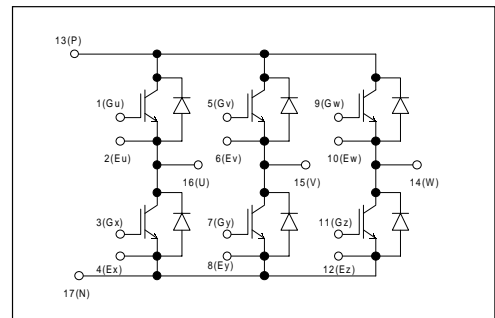 13(P)
1(Gu) 5(Gv) 9(Gw)
2(Eu) 6(Ev) 10(Ew)
16(U) 15(V) 14(W)
3(Gx) 7(Gy) 11(Gz)
4(Ex) 8(Ey) 12(Ez)
17(N)